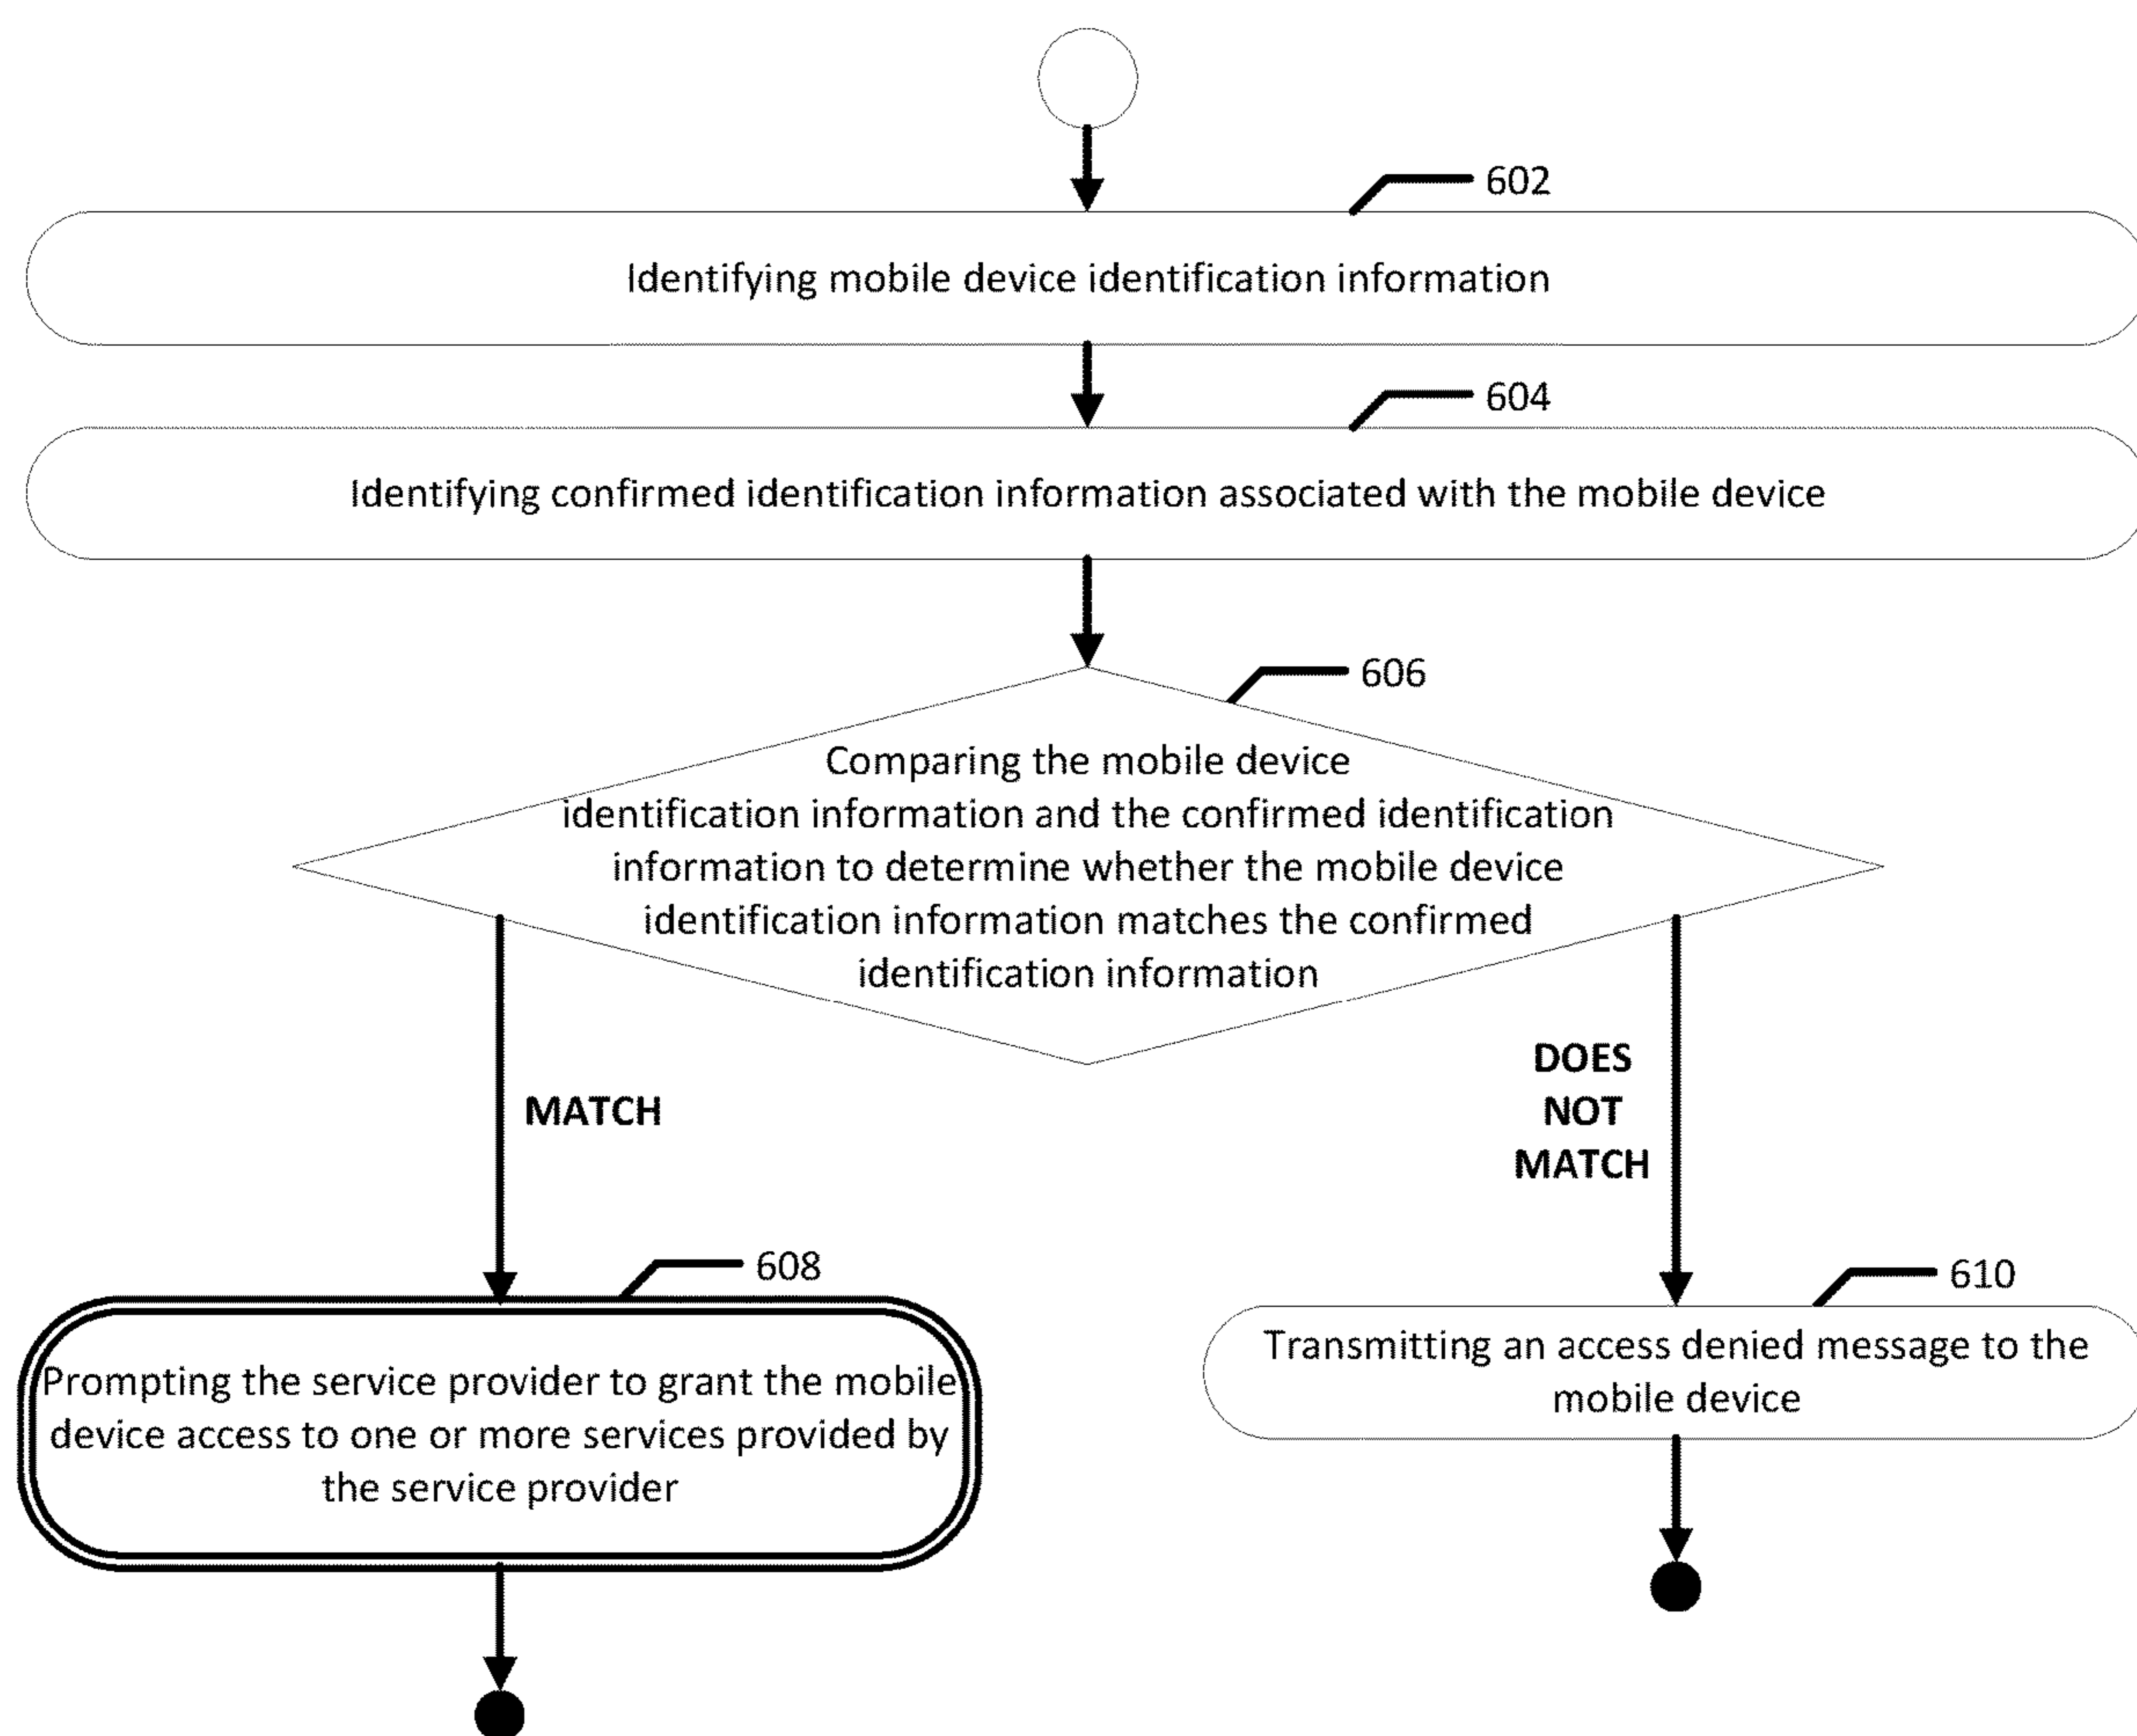 602
Identifying mobile device identification information
604
Identifying confirmed identification information associated with the mobile device
606
Comparing the mobile device
identification information and the confirmed identification
information to determine whether the mobile device
identification information matches the confirmed
identification information
MATCH
DOES
NOT
MATCH
608
Prompting the service provider to grant the mobile
device access to one or more services provided by
the service provider
610
Transmitting an access denied message to the
mobile device